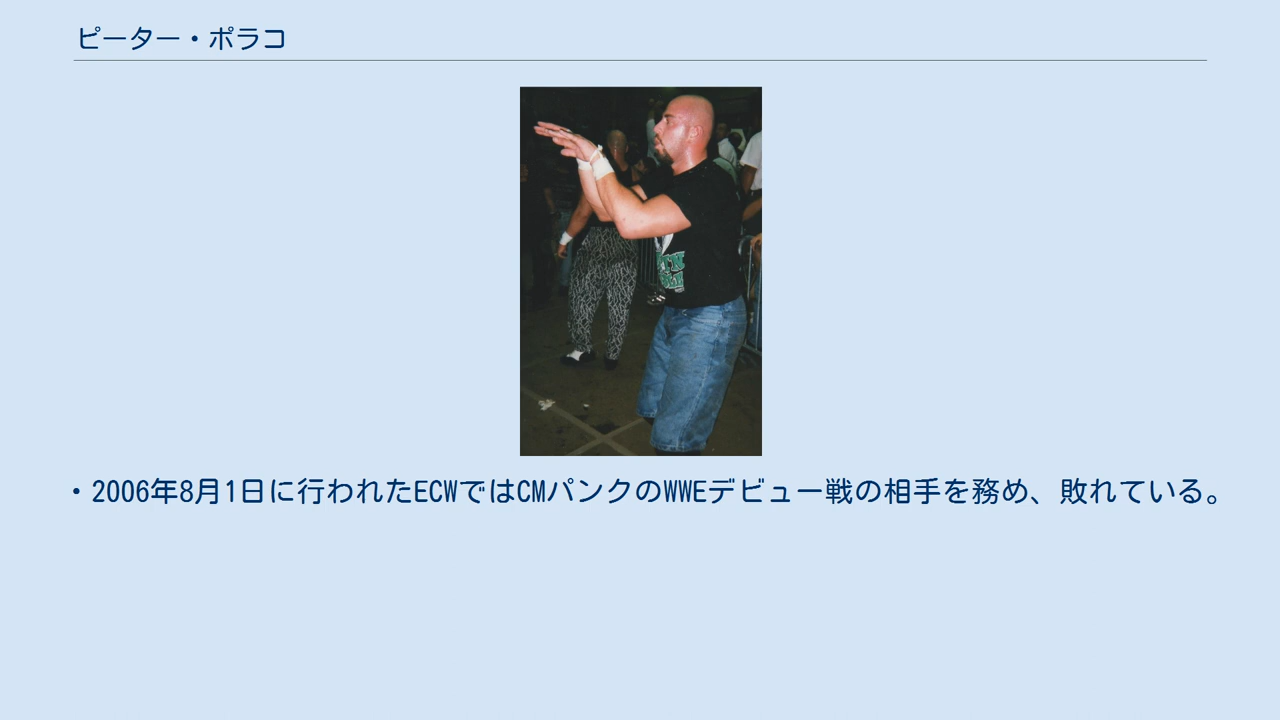 ピーター・ポラコ
・2006年8月1日に行われたECWではCMパンクのWWEデビュー戦の相手を務め、敗れている。